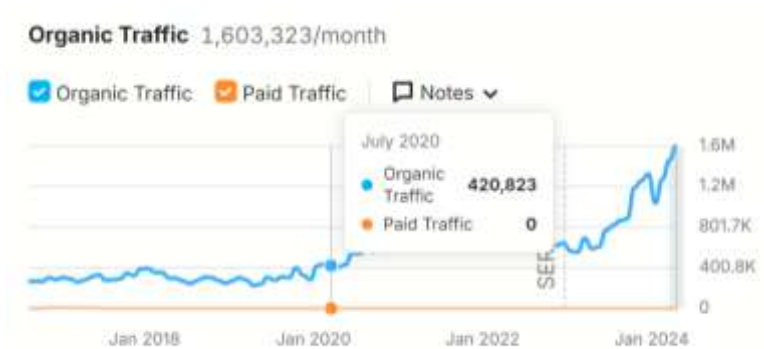 Organic Traffic 1,603,323/month
Organic Traffic Paid Traffic Notes
July 2020
Organic Traffic 420,823
Paid Traffic 0
1.6M
1.2M
801.7K
400.8K
0
SEF
Jan 2018 Jan 2020 Jan 2022 Jan 2024